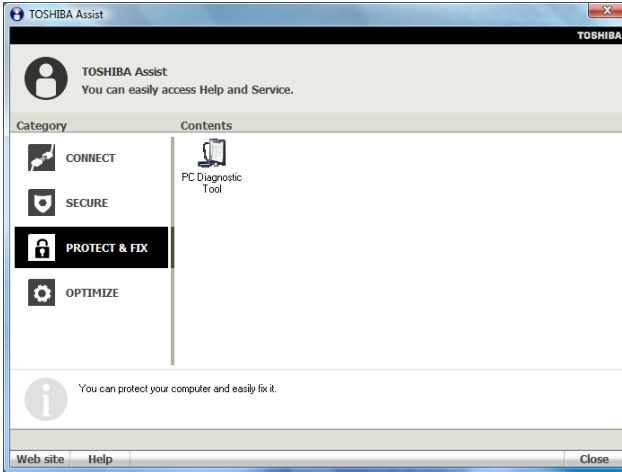 TOSHIBA Assist
TOSHIBA
TOSHIBA Assist
You can easily access Help and Service.
Category
Contents
CONNECT
SECURE
PROTECT & FIX
OPTIMIZE
PC Diagnostic
Tool
You can protect your computer and easily fix it.
Web site
Help
Close